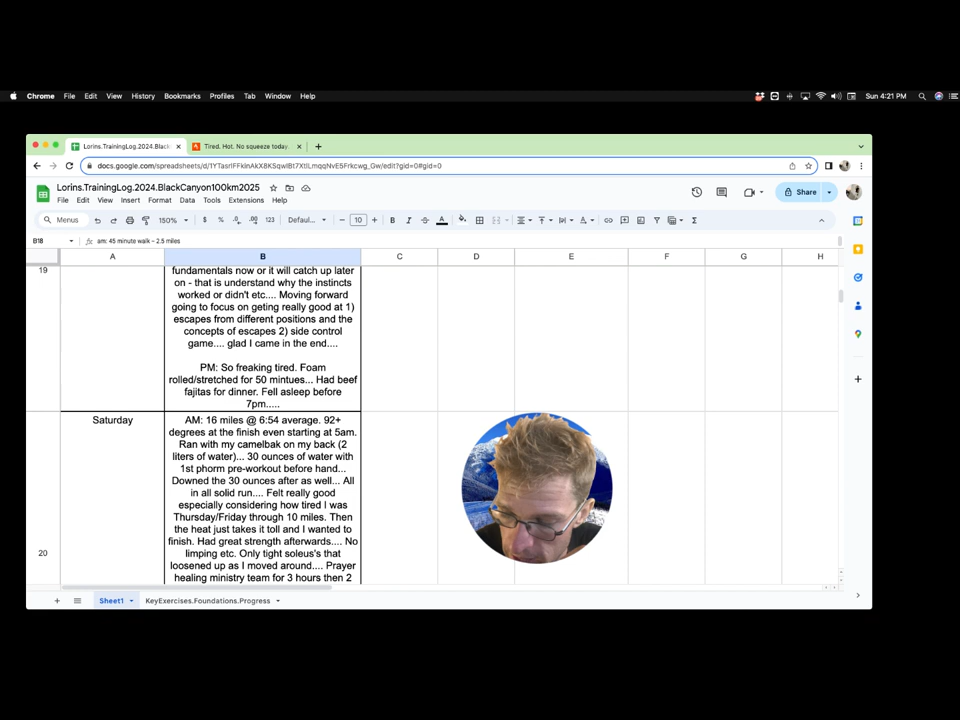 Chrome File Edit View History Bookmarks Profiles Tab Window Help Sun 4:21 PM
Lorins.TrainingLog.2024.Black Tired. Hot. No squeeze today.
Lorins.TrainingLog.2024.BlackCanyon100km2025
File Edit View Insert Format Data Tools Extensions Help
Share
Menus 150% $ % .0 .00 123 Defaul... 10 B I A Σ
B18 fx am: 45 minute walk ~ 2.5 miles
A B C D E F G H
19
fundamentals now or it will catch up later
on - that is understand why the instincts
worked or didn't etc.... Moving forward
going to focus on geting really good at 1)
escapes from different positions and the
concepts of escapes 2) side control
game.... glad I came in the end....
PM: So freaking tired. Foam
rolled/stretched for 50 mintues... Had beef
fajitas for dinner. Fell asleep before
7pm.....
Saturday
AM: 16 miles @ 6:54 average. 92+
degrees at the finish even starting at 5am.
Ran with my camelbak on my back (2
liters of water)... 30 ounces of water with
1st phorm pre-workout before hand...
Downed the 30 ounces after as well... All
in all solid run.... Felt really good
especially considering how tired I was
Thursday/Friday through 10 miles. Then
the heat just takes it toll and I wanted to
finish. Had great strength afterwards.... No
limping etc. Only tight soleus's that
loosened up as I moved around.... Prayer
healing ministry team for 3 hours then 2
20
Sheet1 KeyExercises.Foundations.Progress